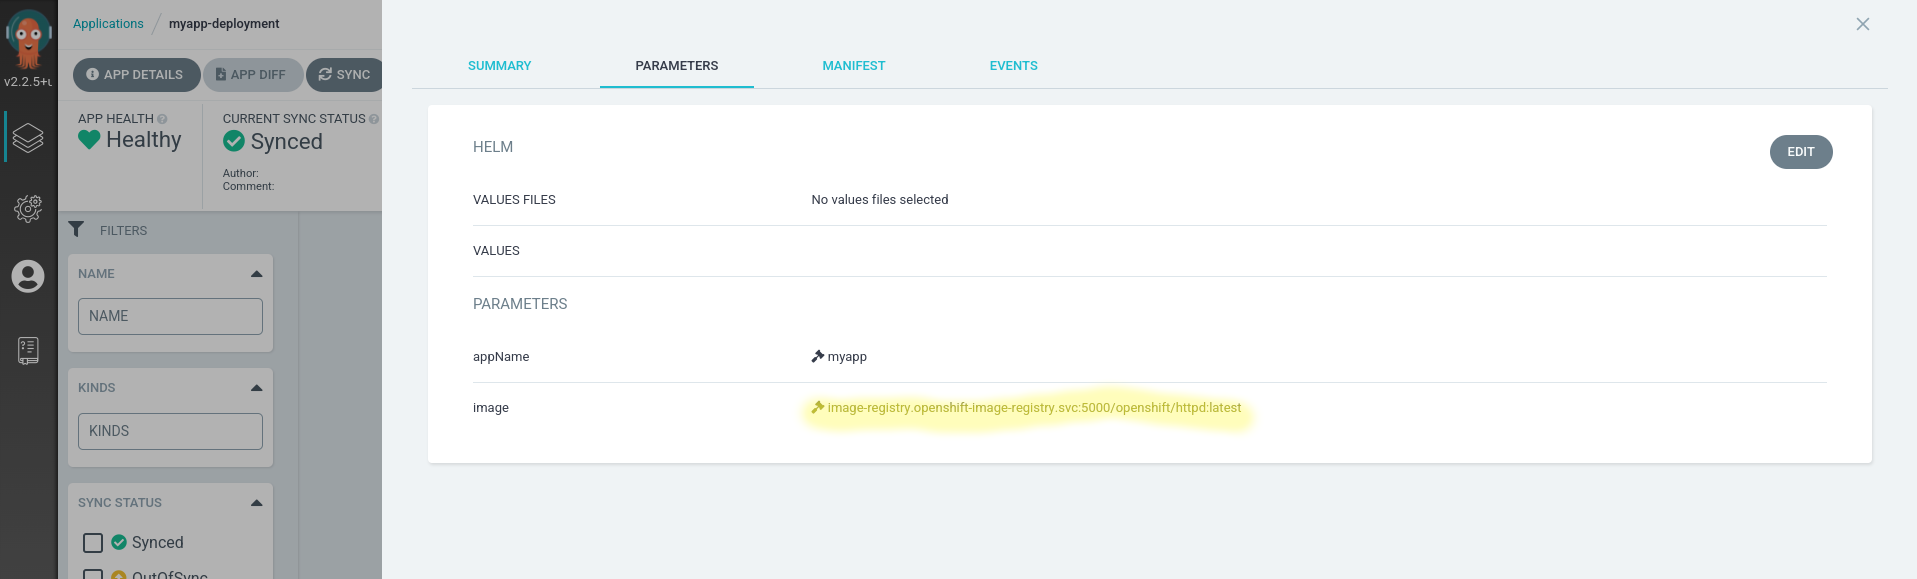 Applications / myapp-deployment
v2.2.5+u
APP DETAILS
APP DIFF
SYNC
APP HEALTH
Healthy
CURRENT SYNC STATUS
Synced
Author:
Comment:
FILTERS
NAME
NAME
KINDS
KINDS
SYNC STATUS
Synced
OutOfSync
SUMMARY
PARAMETERS
MANIFEST
EVENTS
HELM
EDIT
VALUES FILES No values files selected
VALUES
PARAMETERS
appName myapp
image image-registry.openshift-image-registry.svc:5000/openshift/httpd:latest